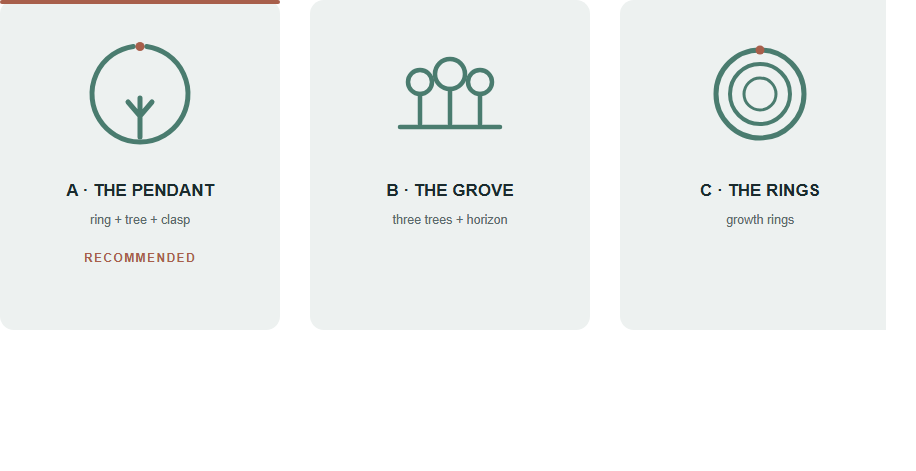 A · THE PENDANT
ring + tree + clasp
RECOMMENDED
B · THE GROVE
three trees + horizon
C · THE RINGS
growth rings